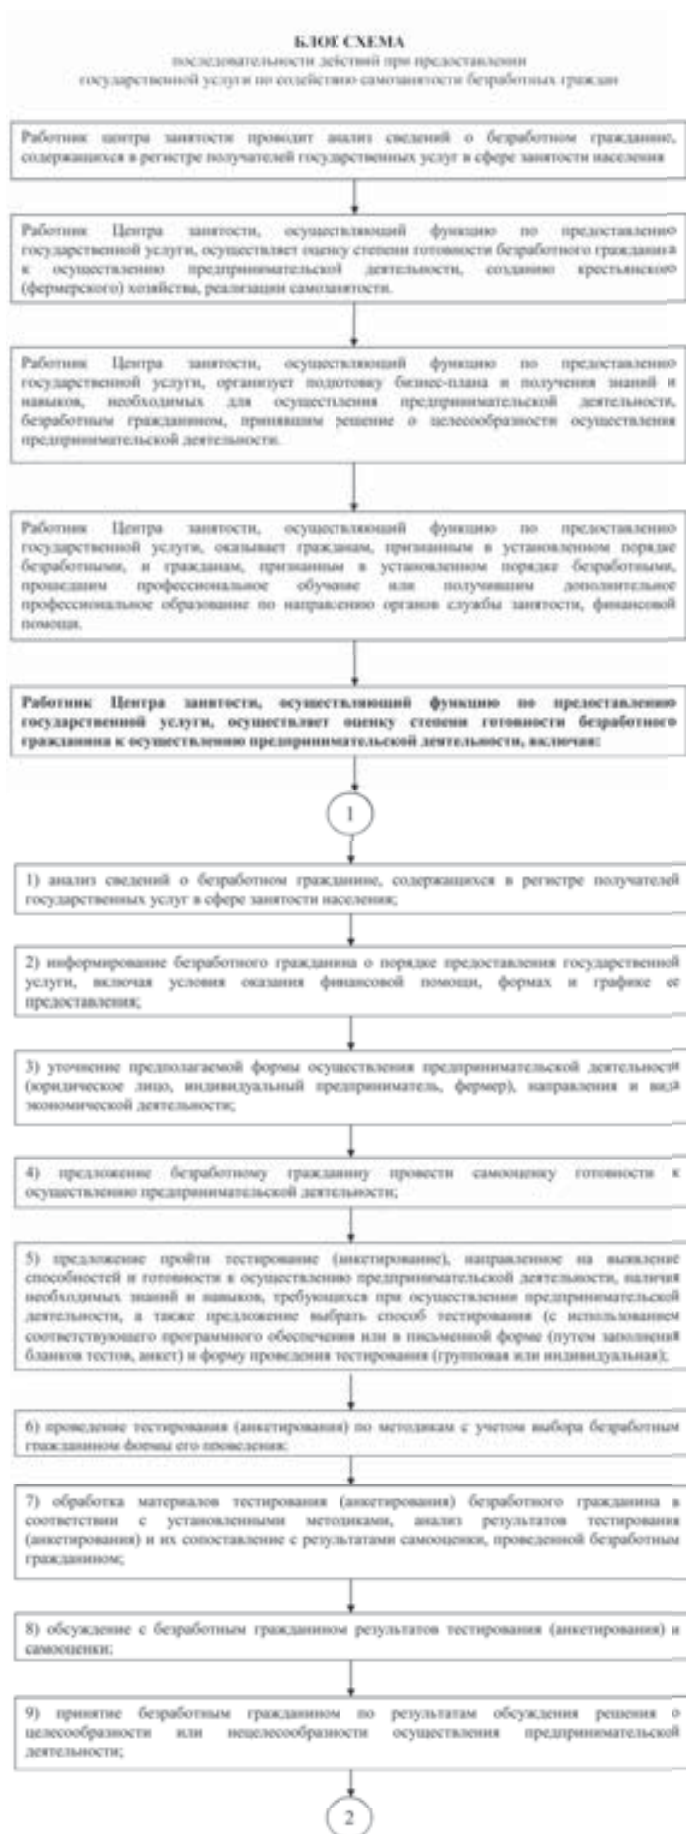 БЛОК СХЕМА
последовательности действий при предоставлении
государственной услуги по содействию самозанятости безработных граждан
Работник центра занятости проводит анализ сведений о безработном гражданине,
содержащихся в регистре получателей государственных услуг в сфере занятости населения
Работник Центра занятости, осуществляющий функцию по предоставлению
государственной услуги, осуществляет оценку степени готовности безработного гражданина
к осуществлению предпринимательской деятельности, созданию крестьянского
(фермерского) хозяйства, реализации самозанятости.
Работник Центра занятости, осуществляющий функцию по предоставлению
государственной услуги, организует подготовку бизнес-плана и получения знаний и
навыков, необходимых для осуществления предпринимательской деятельности,
безработным гражданином, принявшим решение о целесообразности осуществления
предпринимательской деятельности.
Работник Центра занятости, осуществляющий функцию по предоставлению
государственной услуги, оказывает гражданам, признанным в установленном порядке
безработными, и гражданам, признанным в установленном порядке безработными,
прошедшим профессиональное обучение или получившим дополнительное
профессиональное образование по направлению органов службы занятости, финансовой
помощи.
Работник Центра занятости, осуществляющий функцию по предоставлению
государственной услуги, осуществляет оценку степени готовности безработного
гражданина к осуществлению предпринимательской деятельности, включая:
1
1) анализ сведений о безработном гражданине, содержащихся в регистре получателей
государственных услуг в сфере занятости населения;
2) информирование безработного гражданина о порядке предоставления государственной
услуги, включая условия оказания финансовой помощи, формах и графике ее
предоставления;
3) уточнение предполагаемой формы осуществления предпринимательской деятельности
(юридическое лицо, индивидуальный предприниматель, фермер), направления и вида
экономической деятельности;
4) предложение безработному гражданину провести самооценку готовности к
осуществлению предпринимательской деятельности;
5) предложение пройти тестирование (анкетирование), направленное на выявление
способностей и готовности к осуществлению предпринимательской деятельности, наличия
необходимых знаний и навыков, требующихся при осуществлении предпринимательской
деятельности, а также предложение выбрать способ тестирования (с использованием
соответствующего программного обеспечения или в письменной форме (путем заполнения
бланков тестов, анкет) и форму проведения тестирования (групповая или индивидуальная);
6) проведение тестирования (анкетирования) по методикам с учетом выбора безработным
гражданином формы его проведения;
7) обработка материалов тестирования (анкетирования) безработного гражданина в
соответствии с установленными методиками, анализ результатов тестирования
(анкетирования) и их сопоставление с результатами самооценки, проведенной безработным
гражданином;
8) обсуждение с безработным гражданином результатов тестирования (анкетирования) и
самооценки;
9) принятие безработным гражданином по результатам обсуждения решения о
целесообразности или нецелесообразности осуществления предпринимательской
деятельности;
2